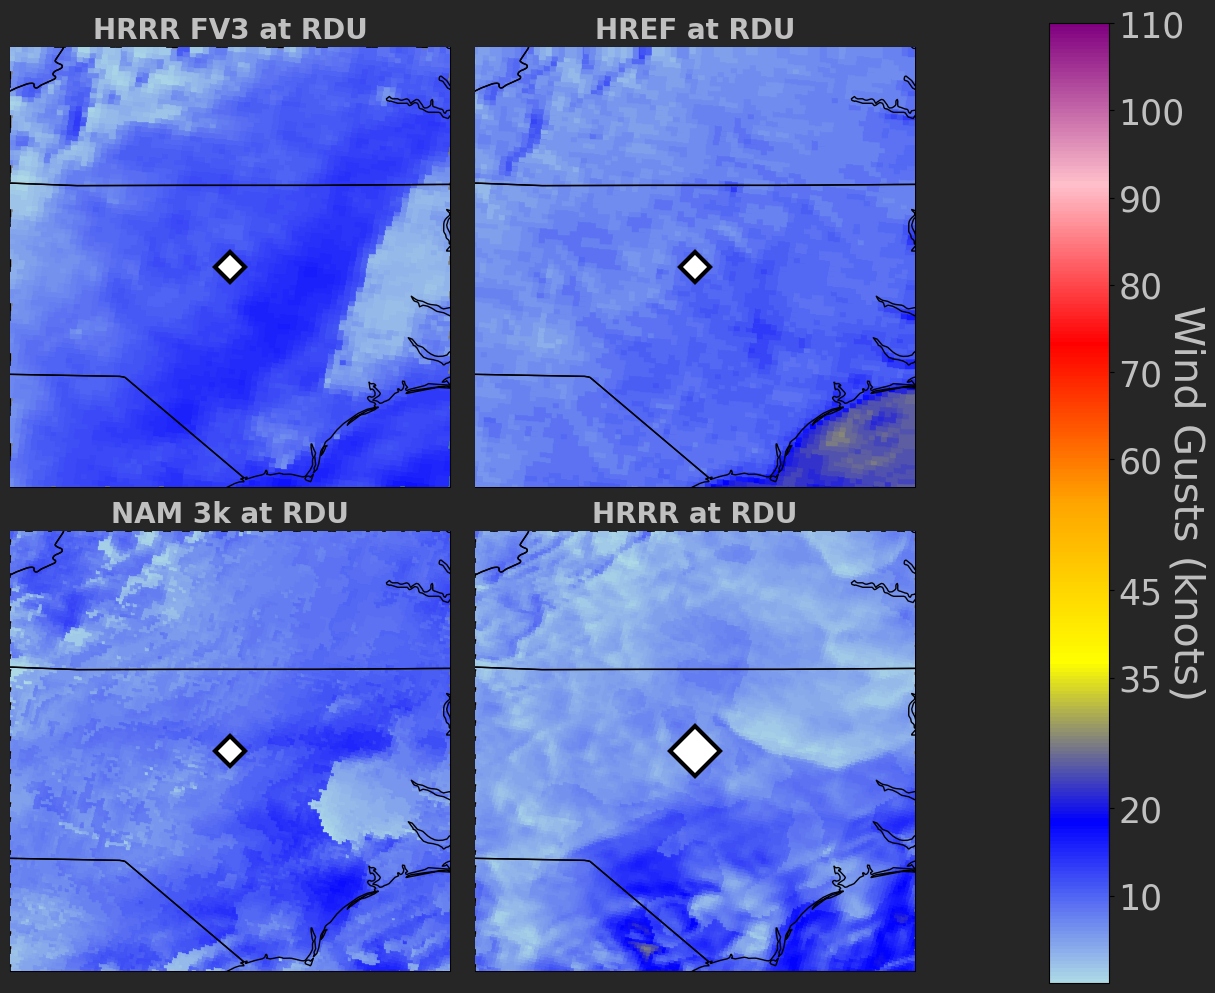 HRRR FV3 at RDU
HREF at RDU
NAM 3k at RDU
HRRR at RDU
110
100
90
80
70
60
45
35
20
10
Wind Gusts (knots)